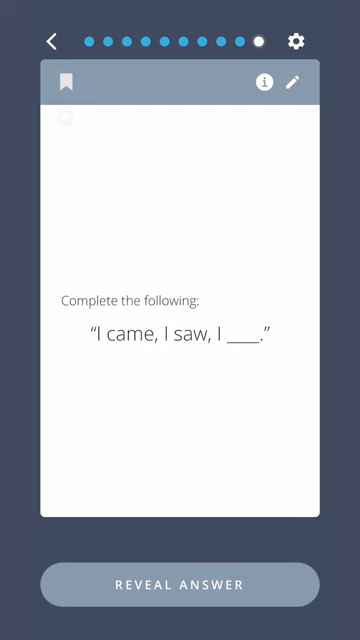 Complete the following:
“I came, I saw, I ____.”
REVEAL ANSWER